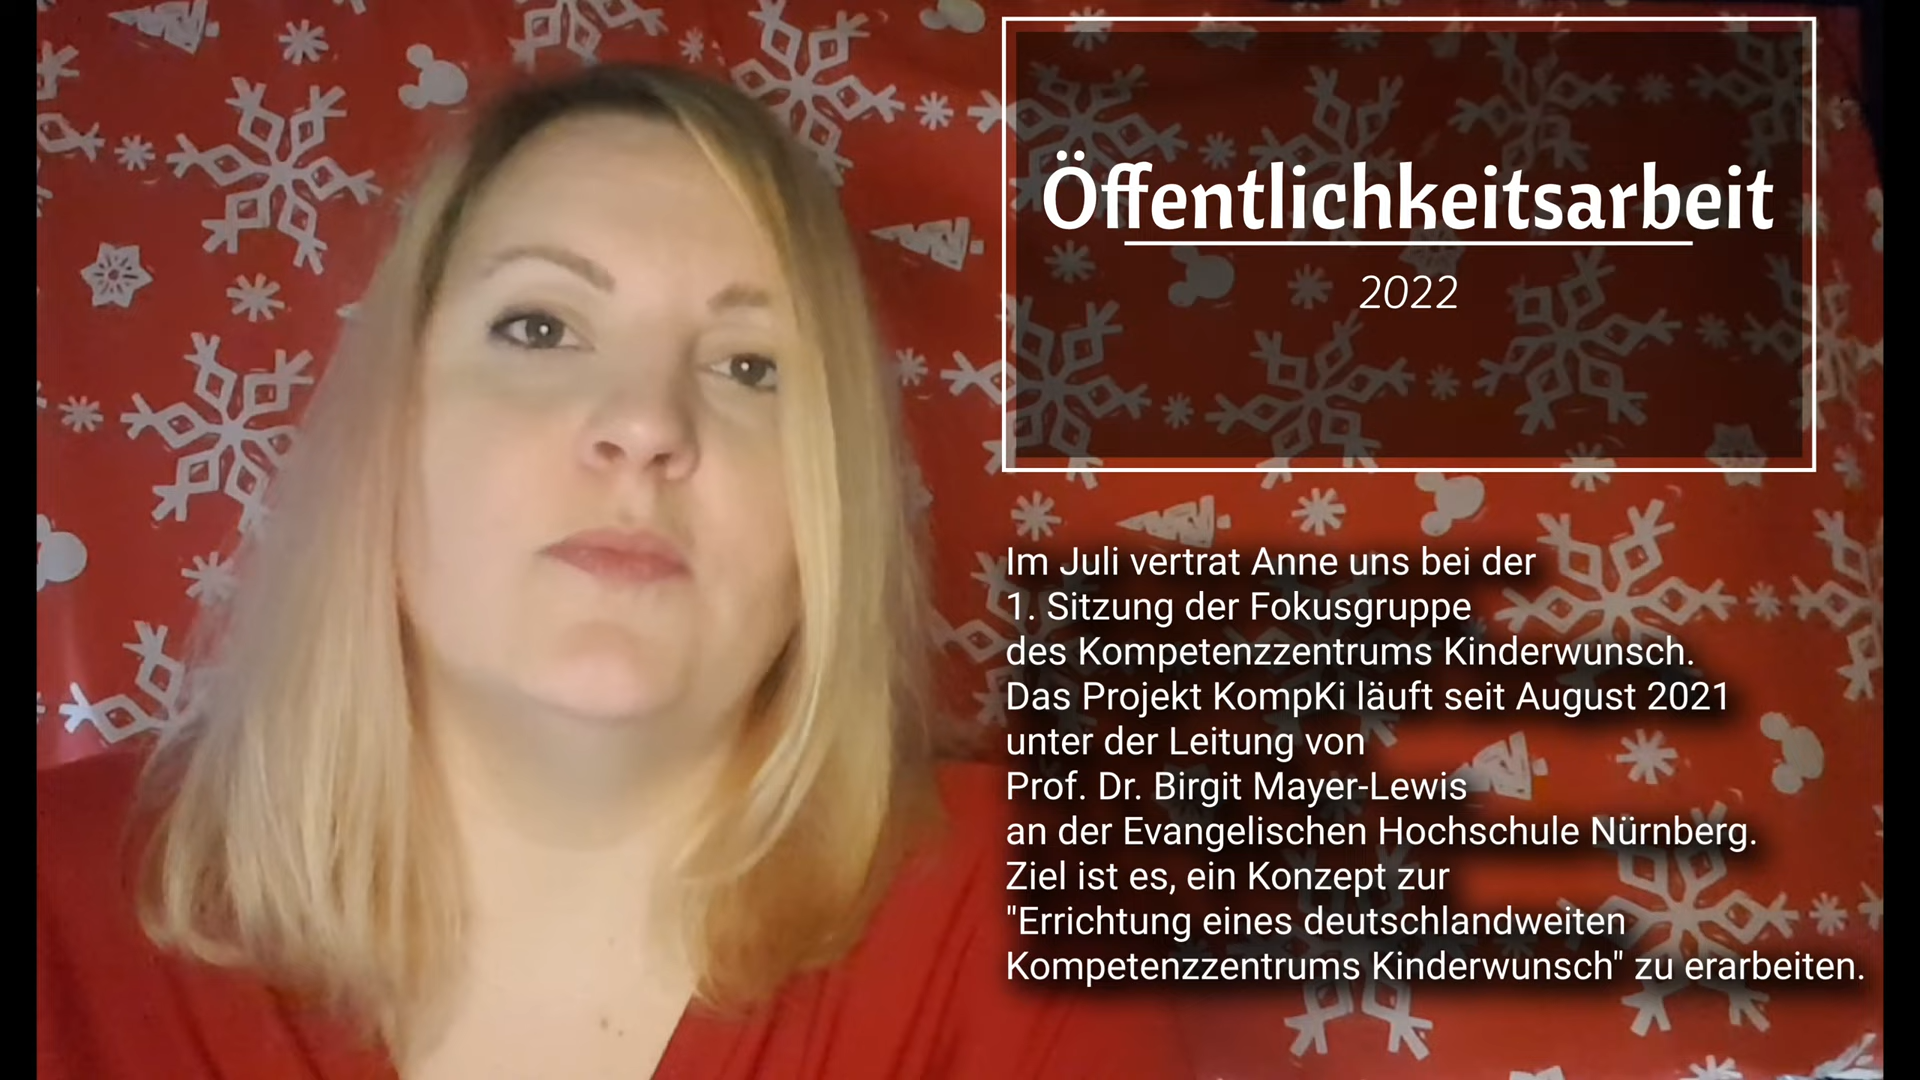 Öffentlichkeitsarbeit
2022
Im Juli vertrat Anne uns bei der
1. Sitzung der Fokusgruppe
des Kompetenzzentrums Kinderwunsch.
Das Projekt KompKi läuft seit August 2021
unter der Leitung von
Prof. Dr. Birgit Mayer-Lewis
an der Evangelischen Hochschule Nürnberg.
Ziel ist es, ein Konzept zur
"Errichtung eines deutschlandweiten
Kompetenzzentrums Kinderwunsch" zu erarbeiten.